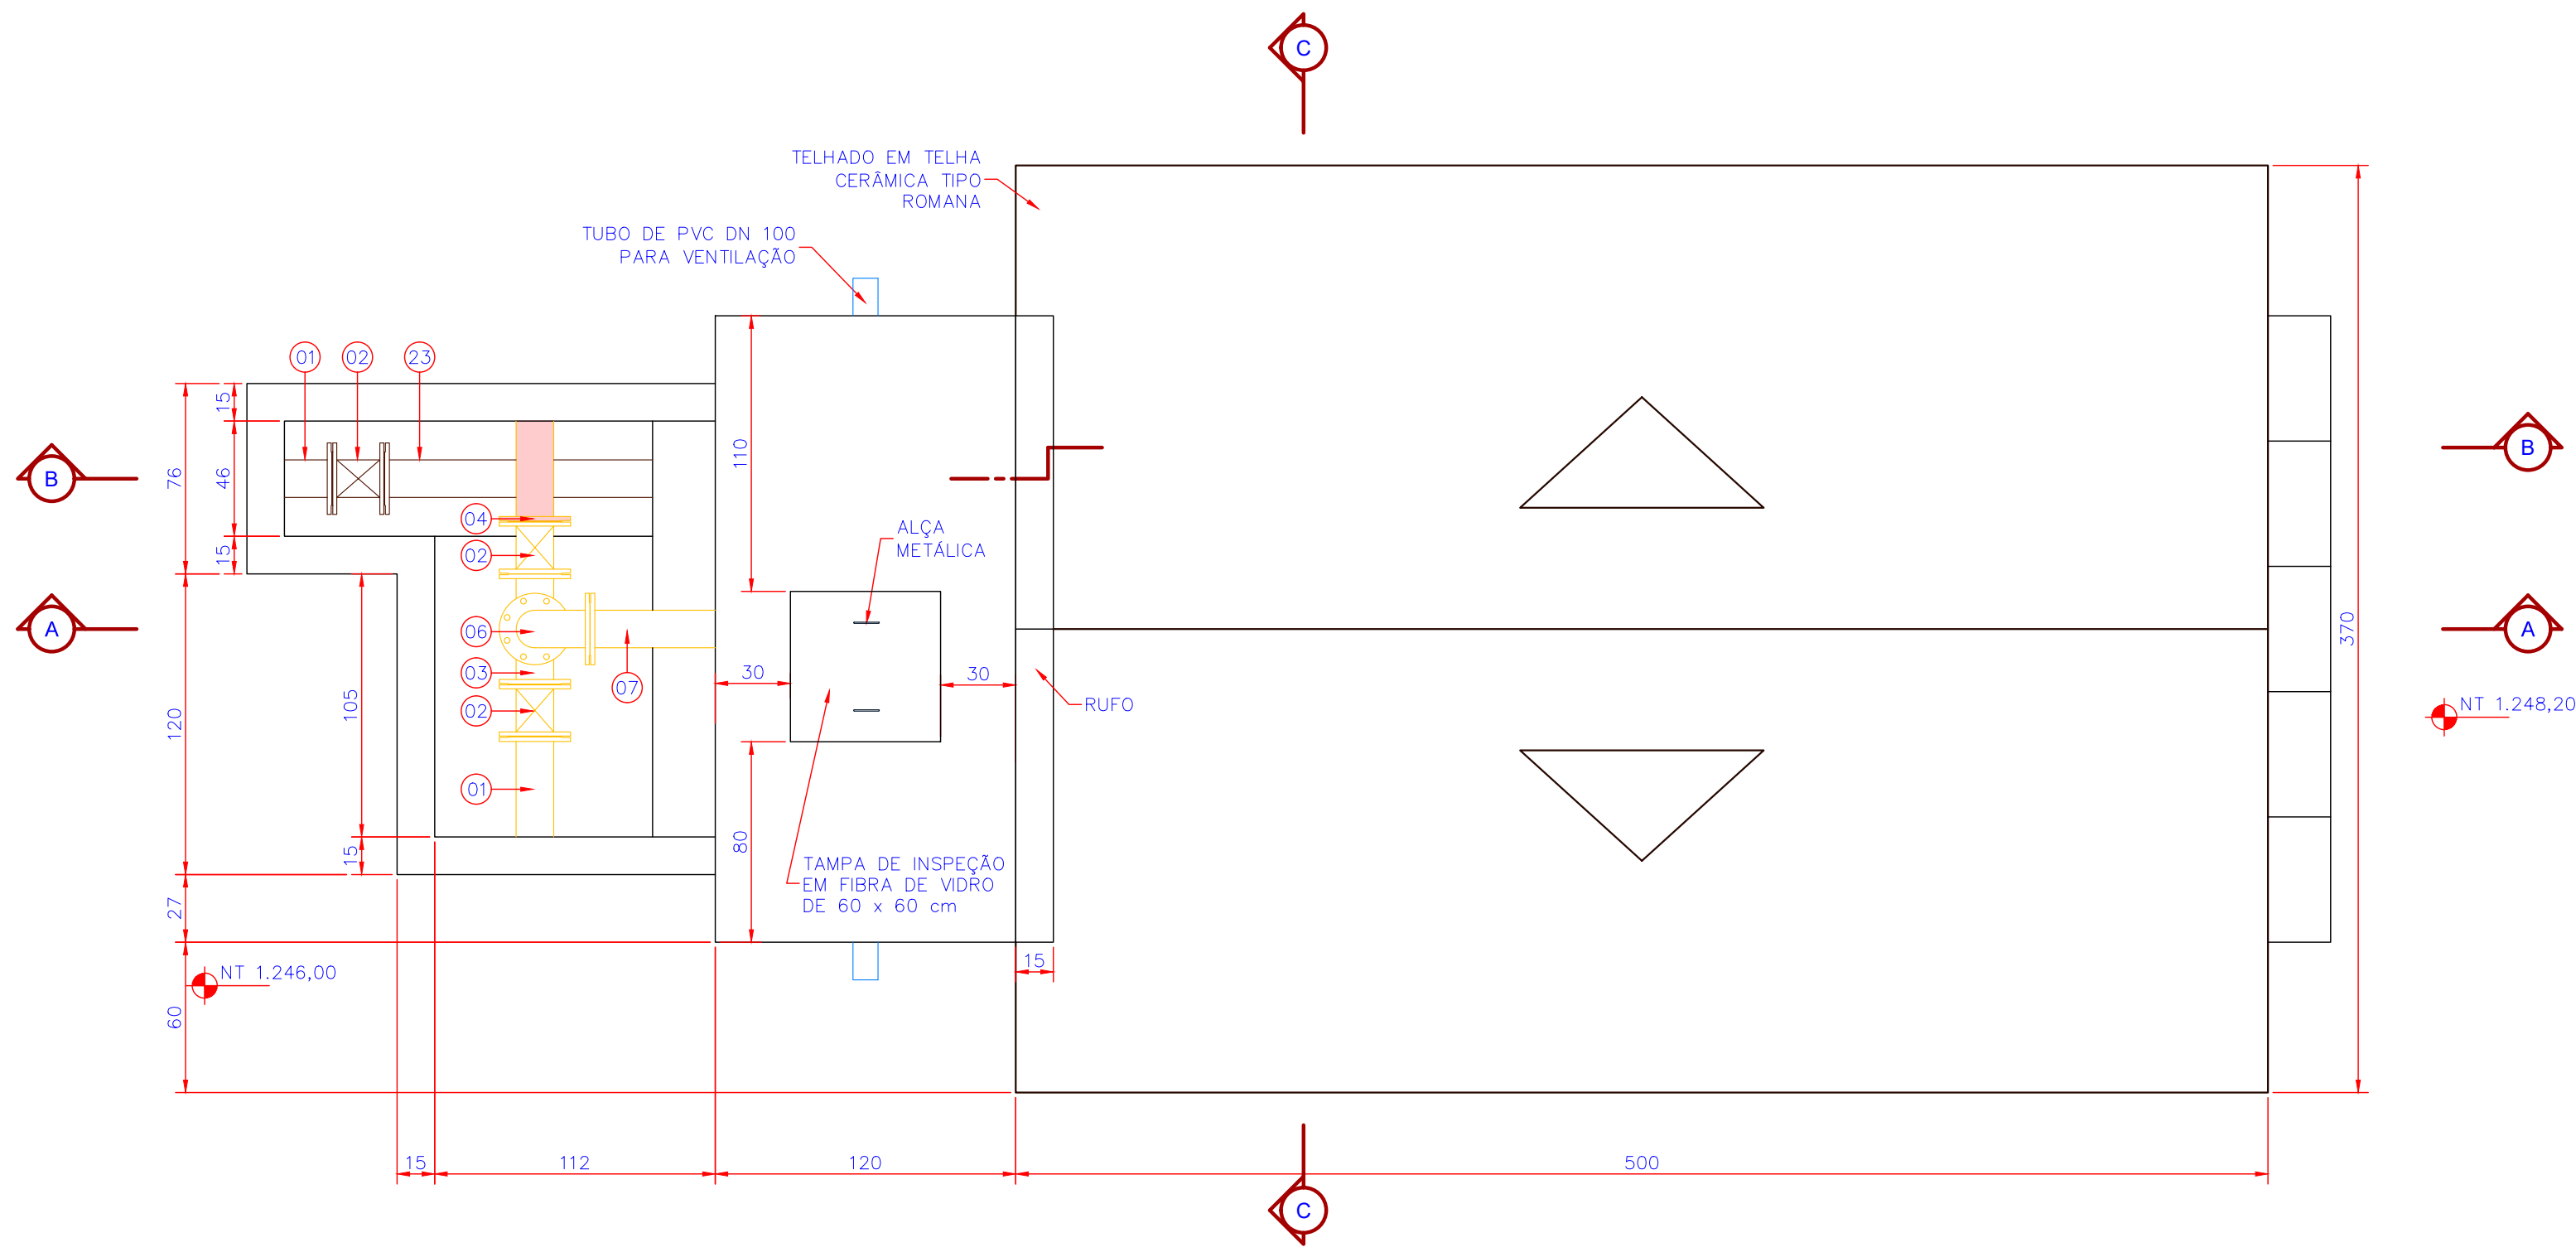 C
TELHADO EM TELHA
CERÂMICA TIPO
ROMANA
TUBO DE PVC DN 100
PARA VENTILAÇÃO
01
02
23
15
76
46
15
110
B
B
04
02
ALÇA
METÁLICA
A
A
06
03
07
02
01
30
30
370
RUFO
NT 1.248,20
105
120
80
15
27
TAMPA DE INSPEÇÃO
EM FIBRA DE VIDRO
DE 60 x 60 cm
15
NT 1.246,00
60
15
112
120
500
C